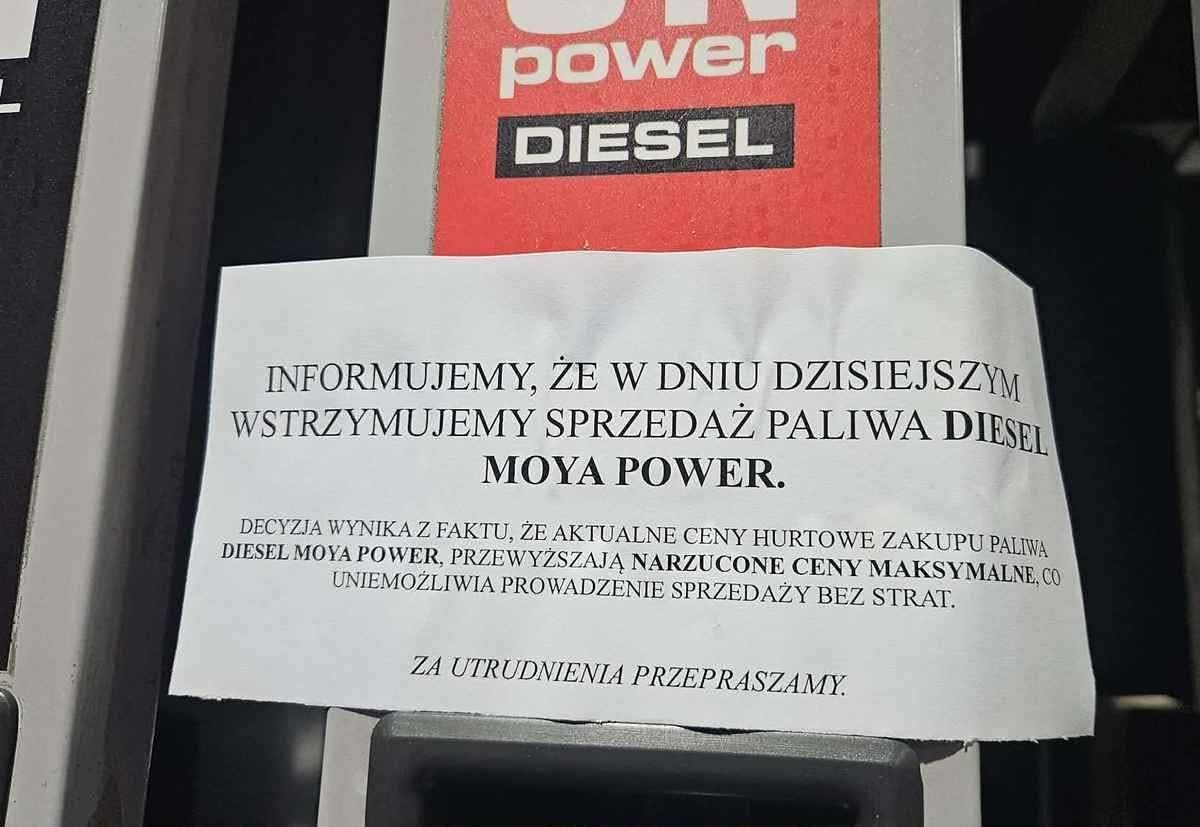 power
DIESEL
INFORMUJEMY, ŻE W DNIU DZISIEJSZYM
WSTRZYMUJEMY SPRZEDAŻ PALIWA DIESEL
MOYA POWER.
DECYZJA WYNIKA Z FAKTU, ŻE AKTUALNE CENY HURTOWE ZAKUPU PALIWA
DIESEL MOYA POWER, PRZEWYŻSZAJĄ NARZUCONE CENY MAKSYMALNE, CO
UNIEMOŻLIWIA PROWADZENIE SPRZEDAŻY BEZ STRAT.
ZA UTRUDNIENIA PRZEPRASZAMY.